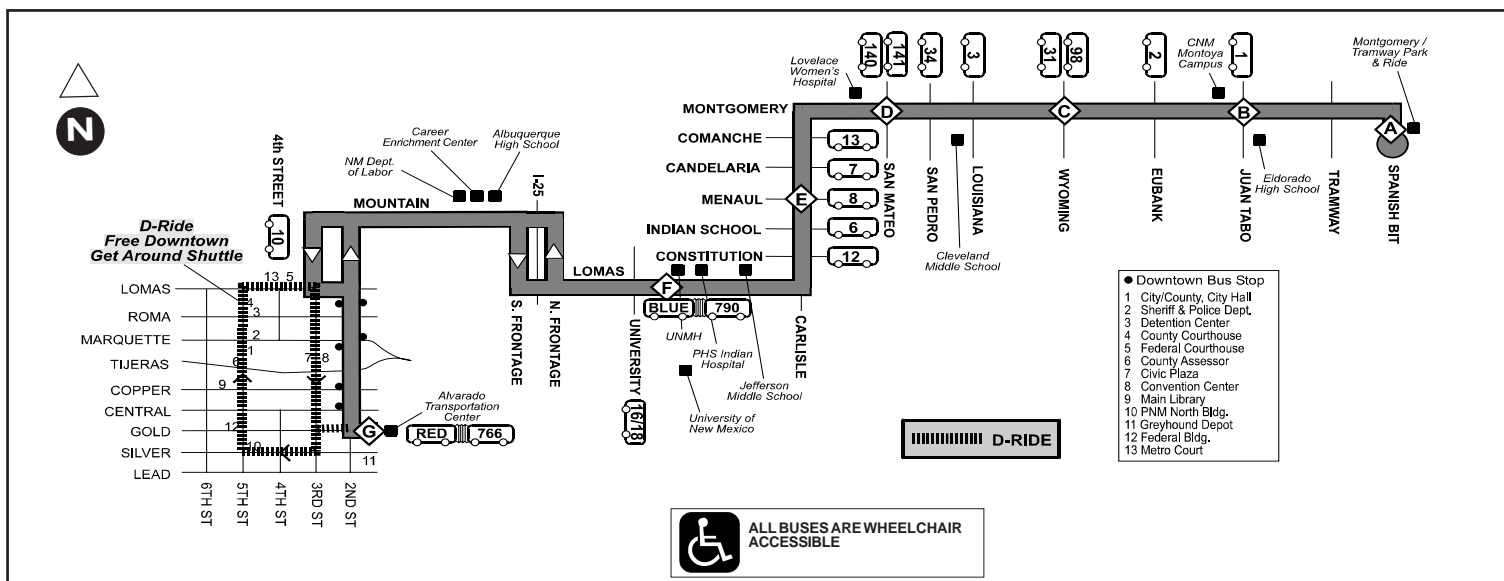 N
D-Ride
Free Downtown
Get Around Shuttle
4th STREET
10
MOUNTAIN
NM Dept.
of Labor
Career
Enrichment Center
Albuquerque
High School
I-25
S. FRONTAGE
N. FRONTAGE
LOMAS
UNIVERSITY
16/18
F
BLUE
790
UNMH
PHS Indian
Hospital
Jefferson
Middle School
University of
New Mexico
CARLISLE
MONTGOMERY
COMANCHE
CANDELARIA
MENAUL
INDIAN SCHOOL
CONSTITUTION
13
7
8
6
12
E
Lovelace
Women's
Hospital
140
141
34
3
31
98
2
CNM
Montoya
Campus
1
Montgomery /
Tramway Park
& Ride
D
C
B
A
SAN MATEO
SAN PEDRO
LOUISIANA
WYOMING
EUBANK
JUAN TABO
TRAMWAY
SPANISH BIT
Cleveland
Middle School
Eldorado
High School
LOMAS
ROMA
MARQUETTE
TIJERAS
COPPER
CENTRAL
GOLD
SILVER
LEAD
13
5
4
3
2
1
6
7
8
9
12
10
11
6TH ST
5TH ST
4TH ST
3RD ST
2ND ST
G
Alvarado
Transportation
Center
RED
766
D-RIDE
Downtown Bus Stop
1 City/County, City Hall
2 Sheriff & Police Dept.
3 Detention Center
4 County Courthouse
5 Federal Courthouse
6 County Assessor
7 Civic Plaza
8 Convention Center
9 Main Library
10 PNM North Bldg.
11 Greyhound Depot
12 Federal Bldg.
13 Metro Court
ALL BUSES ARE WHEELCHAIR
ACCESSIBLE